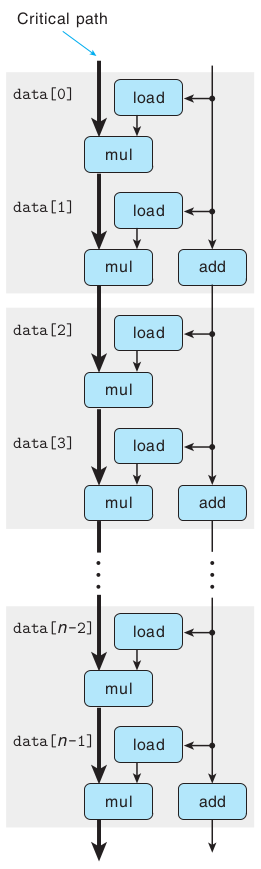 Critical path
data[0]
load
mul
data[1]
load
mul
add
data[2]
load
mul
data[3]
load
mul
add
data[n-2]
load
mul
data[n-1]
load
mul
add